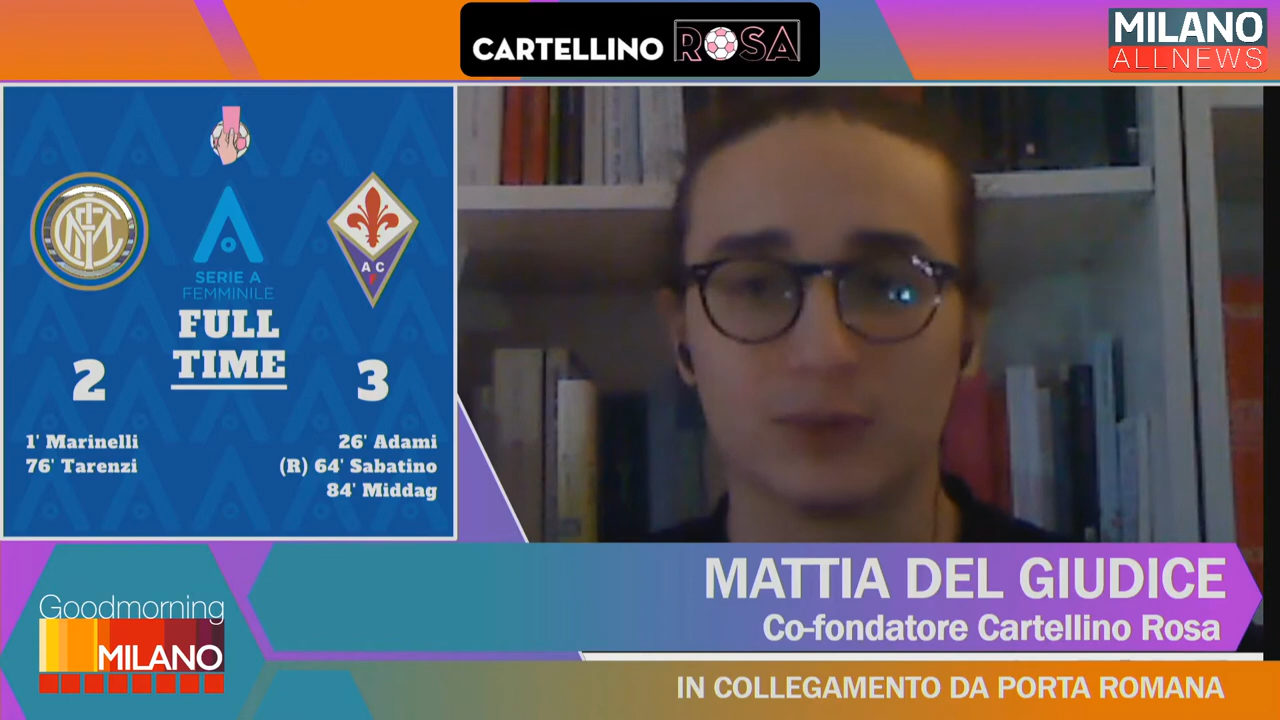 CARTELLINO ROSA
MILANO
ALLNEWS
SERIE A
FEMMINILE
FULL
TIME
2
3
1' Marinelli
76' Tarenzi
26' Adami
(R) 64' Sabatino
84' Middag
A C
F
MATTIA DEL GIUDICE
Co-fondatore Cartellino Rosa
Goodmorning
MILANO
IN COLLEGAMENTO DA PORTA ROMANA